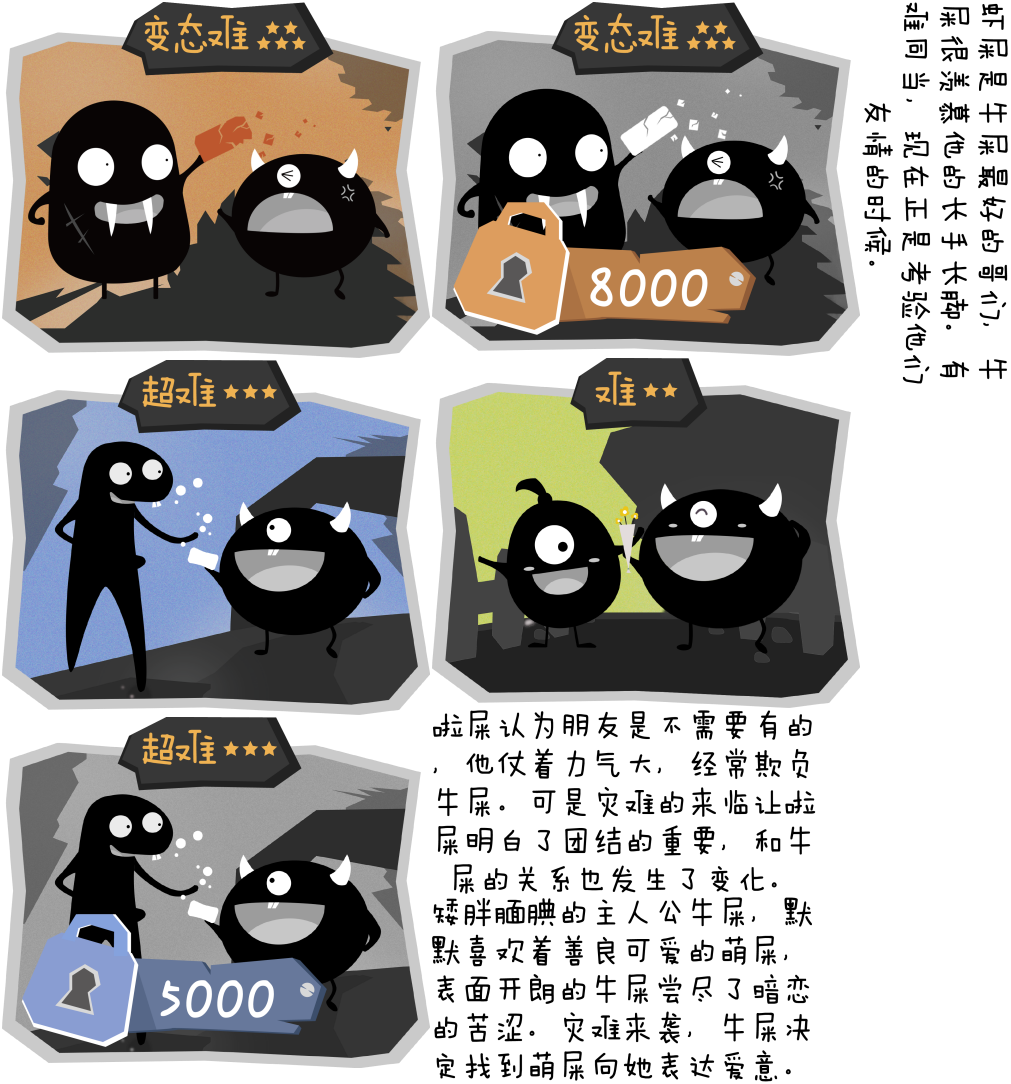 变态难
变态难
8000
虾屎是牛屎最好的哥们，牛
屎很羡慕他的长手长脚。有
难同当，现在正是考验他们
友情的时候。
超难
难
超难
5000
啦屎认为朋友是不需要有的
，他仗着力气大，经常欺负
牛屎。可是灾难的来临让啦
屎明白了团结的重要，和牛
屎的关系也发生了变化。
矮胖腼腆的主人公牛屎，默
默喜欢着善良可爱的萌屎，
表面开朗的牛屎尝尽了暗恋
的苦涩。灾难来袭，牛屎决
定找到萌屎向她表达爱意。